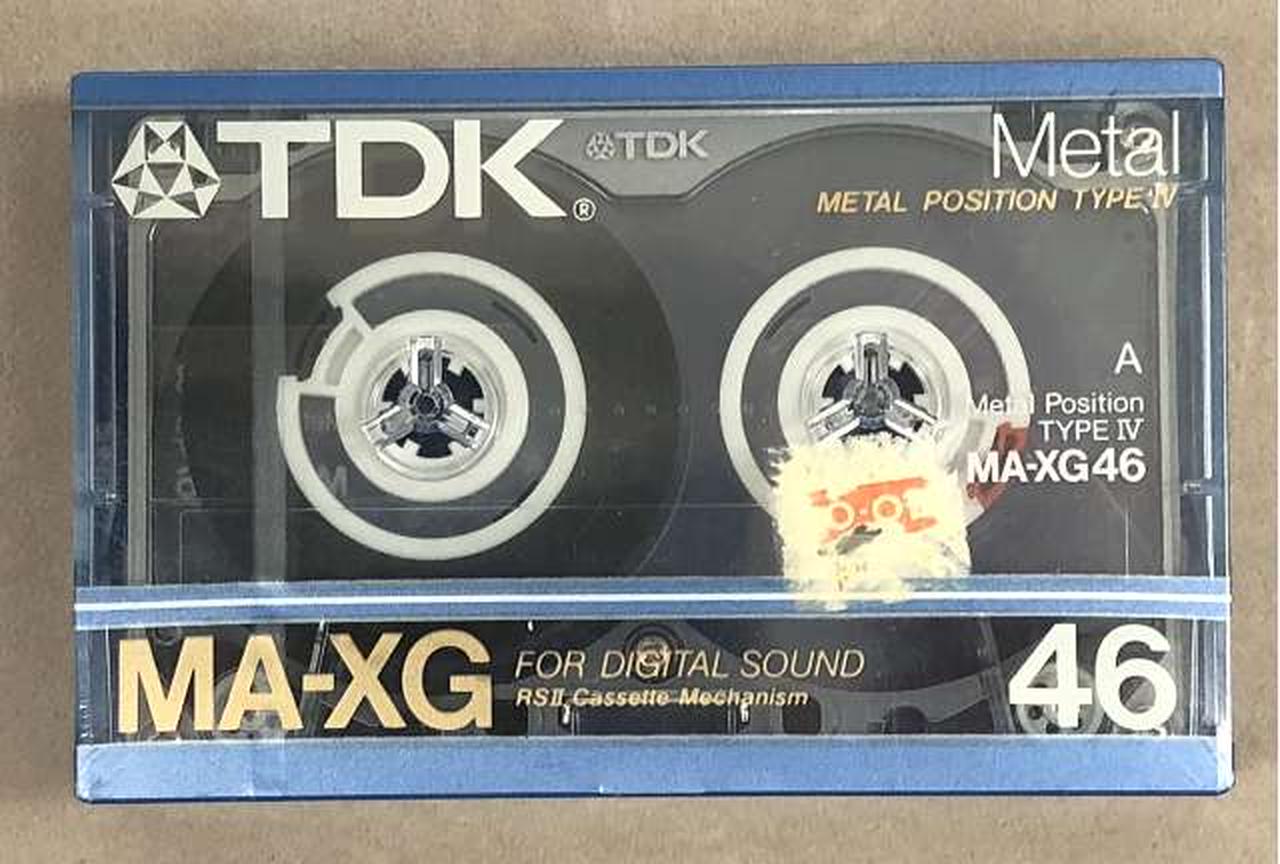 TDK®
TDK
Metal
METAL POSITION TYPE IV
A
Metal Position
TYPE IV
MA-XG46
MA-XG
FOR DIGITAL SOUND
RSII Cassette Mechanism
46